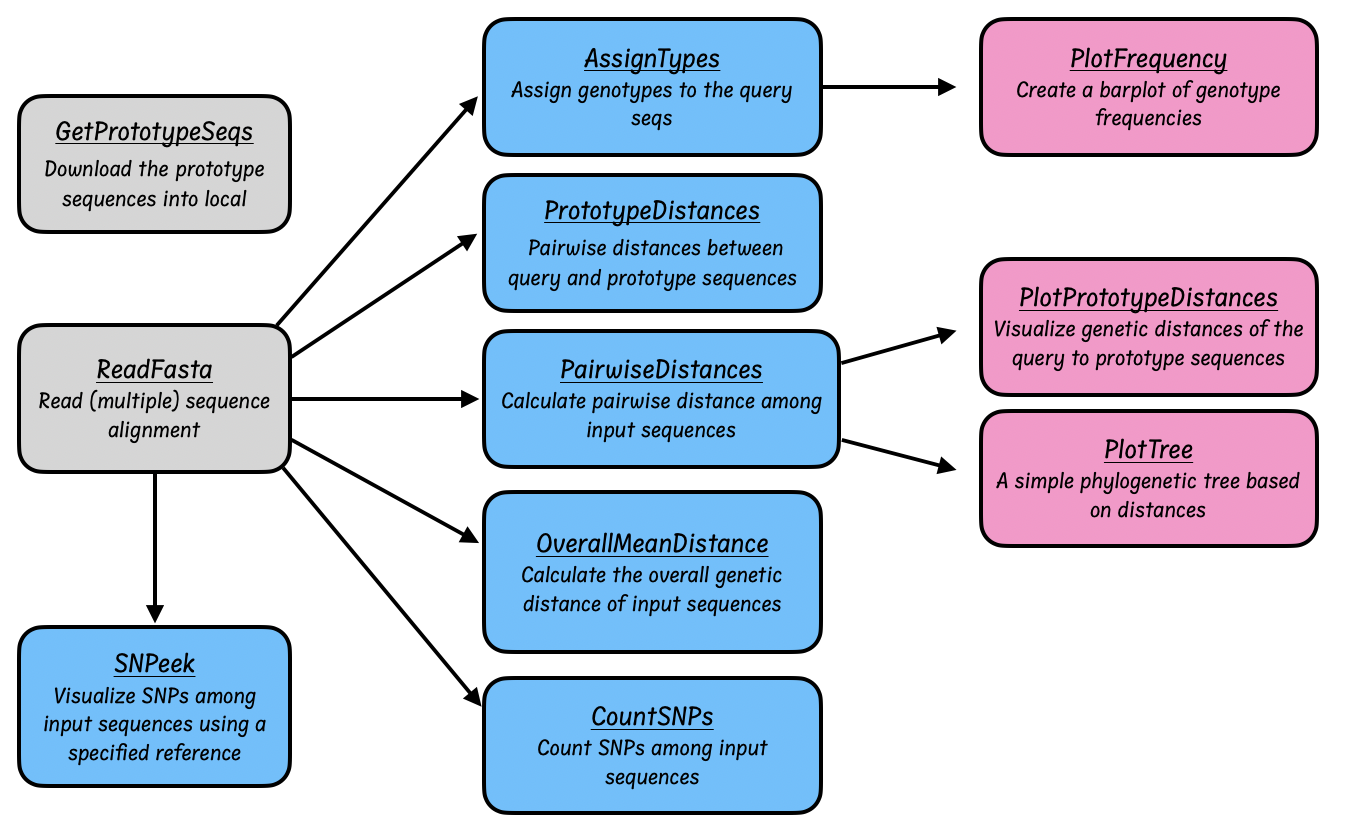 GetPrototypeSeqs
Download the prototype
sequences into local
ReadFasta
Read (multiple) sequence
alignment
SNPeek
Visualize SNPs among
input sequences using a
specified reference
AssignTypes
Assign genotypes to the query
seqs
PrototypeDistances
Pairwise distances between
query and prototype sequences
PairwiseDistances
Calculate pairwise distance among
input sequences
OverallMeanDistance
Calculate the overall genetic
distance of input sequences
CountSNPs
Count SNPs among input
sequences
PlotFrequency
Create a barplot of genotype
frequencies
PlotPrototypeDistances
Visualize genetic distances of the
query to prototype sequences
PlotTree
A simple phylogenetic tree based
on distances